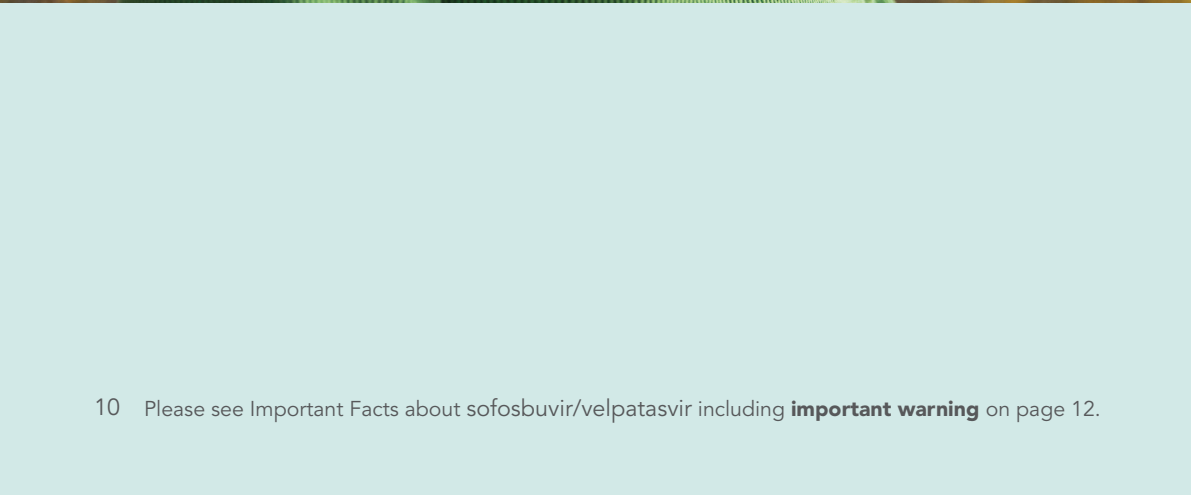 10 Please see Important Facts about sofosbuvir/velpatasvir including important warning on page 12.